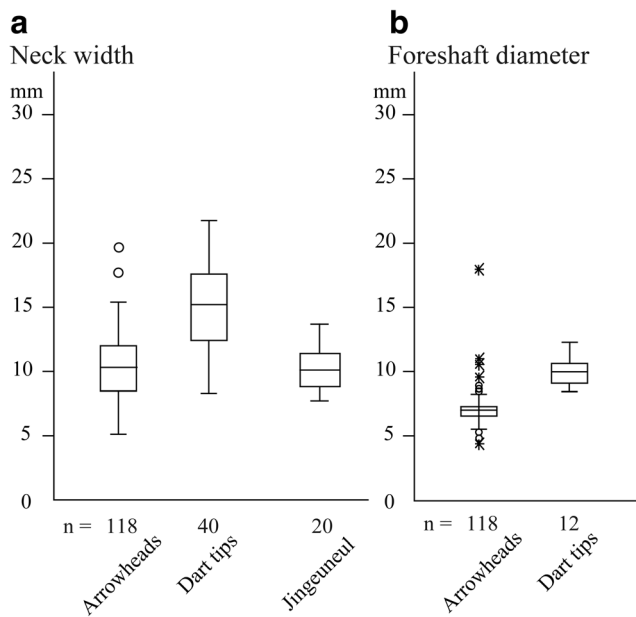 a
Neck width
mm
30
25
20
15
10
5
0
n = 118 40 20
Arrowheads
Dart tips
Jingeuneul
b
Foreshaft diameter
mm
30
25
20
15
10
5
0
n = 118 12
Arrowheads
Dart tips